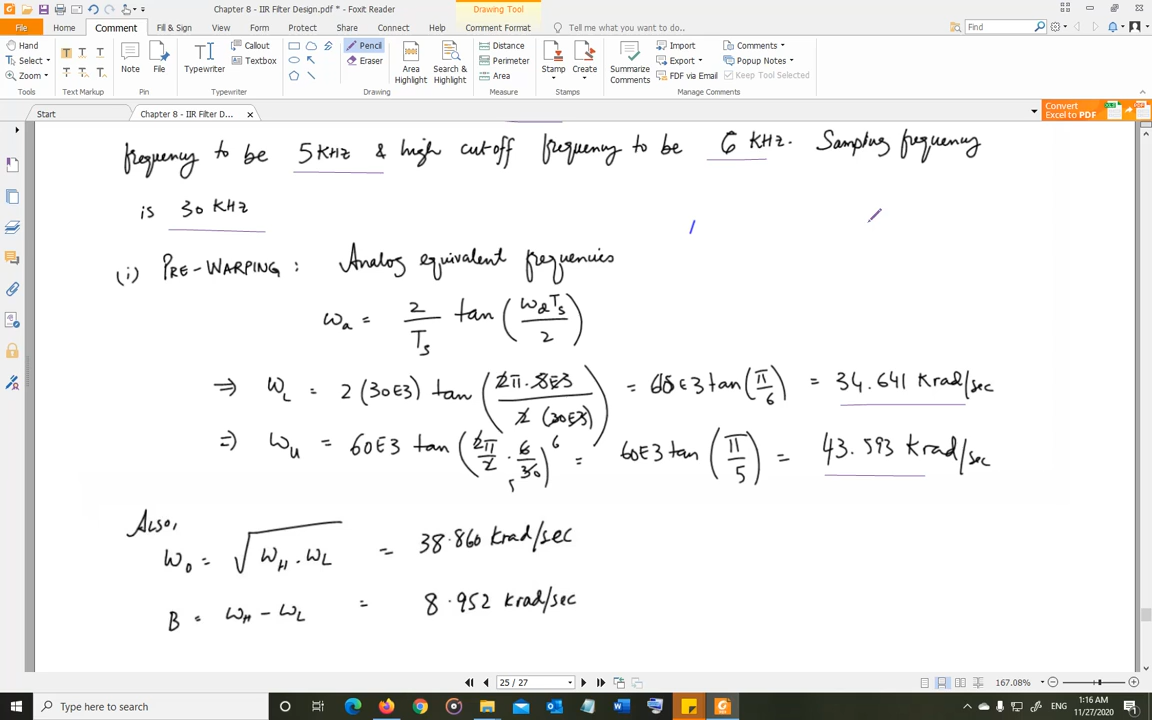 Chapter 8 - IIR Filter Design.pdf * - Foxit Reader
Drawing Tool
File Home Comment Fill & Sign Protect Share Connect Help Comment Format
Tell me what you want to do...
Find
Hand
Select
Zoom
Tools
Text Markup
Note
File
Pin
Typewriter
Callout
Textbox
Typewriter
Pencil
Eraser
Drawing
Area Highlight
Search & Highlight
Distance
Perimeter
Area
Measure
Stamp
Create
Stamps
Summarize Comments
Import
Export
FDF via Email
Comments
Popup Notes
Keep Tool Selected
Manage Comments
Start
Chapter 8 - IIR Filter D...
Convert Excel to PDF
frequency to be 5 KHz & high cutoff frequency to be 6 KHz. Sampling frequency
is 30 KHz
(i) PRE-WARPING : Analog equivalent frequencies
ωa = 2/Ts tan (ωdTs/2)
⇒ ωL = 2 (30E3) tan (2π·5E3/2 (30E3)) = 60E3 tan (π/6) = 34.641 Krad/sec
⇒ ωu = 60E3 tan (2π/2 · 6/30) = 60E3 tan (π/5) = 43.593 Krad/sec
ALSO,
ω0 = √ωH·ωL = 38.860 Krad/sec
B = ωH - ωL = 8.952 krad/sec
25 / 27
167.08%
Type here to search
ENG
1:16 AM
11/27/2020